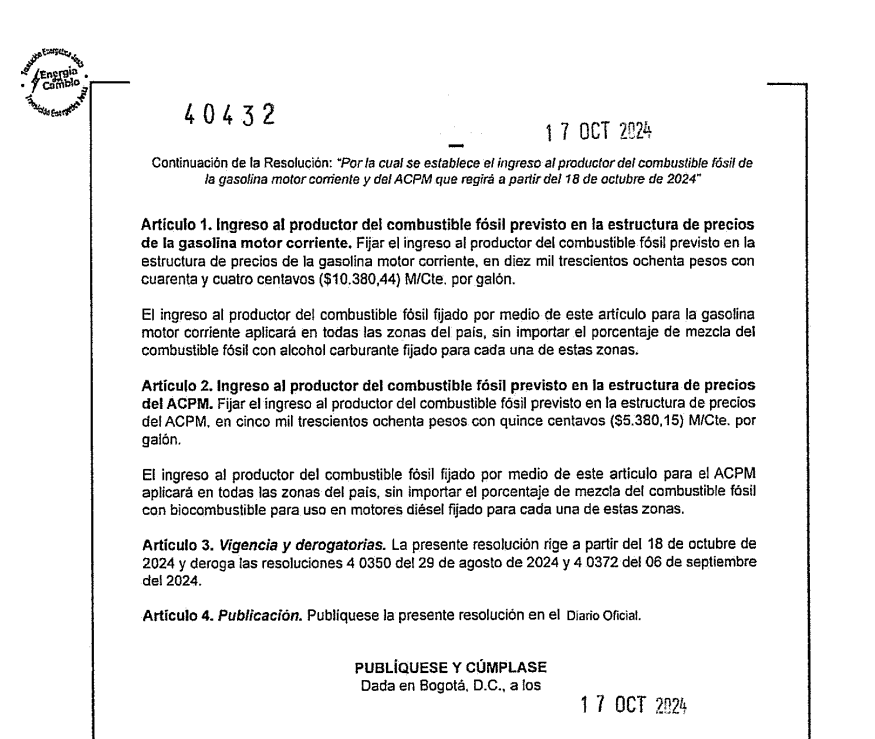 Transición Energética Justa
Energía del Cambio
Transición Energética Justa
40432
17 OCT 2024
Continuación de la Resolución: "Por la cual se establece el ingreso al productor del combustible fósil de
la gasolina motor corriente y del ACPM que regirá a partir del 18 de octubre de 2024"
Artículo 1. Ingreso al productor del combustible fósil previsto en la estructura de precios
de la gasolina motor corriente. Fijar el ingreso al productor del combustible fósil previsto en la
estructura de precios de la gasolina motor corriente, en diez mil trescientos ochenta pesos con
cuarenta y cuatro centavos ($10.380,44) M/Cte. por galón.
El ingreso al productor del combustible fósil fijado por medio de este artículo para la gasolina
motor corriente aplicará en todas las zonas del país, sin importar el porcentaje de mezcla del
combustible fósil con alcohol carburante fijado para cada una de estas zonas.
Artículo 2. Ingreso al productor del combustible fósil previsto en la estructura de precios
del ACPM. Fijar el ingreso al productor del combustible fósil previsto en la estructura de precios
del ACPM, en cinco mil trescientos ochenta pesos con quince centavos ($5.380,15) M/Cte. por
galón.
El ingreso al productor del combustible fósil fijado por medio de este artículo para el ACPM
aplicará en todas las zonas del país, sin importar el porcentaje de mezcla del combustible fósil
con biocombustible para uso en motores diésel fijado para cada una de estas zonas.
Artículo 3. Vigencia y derogatorias. La presente resolución rige a partir del 18 de octubre de
2024 y deroga las resoluciones 4 0350 del 29 de agosto de 2024 y 4 0372 del 06 de septiembre
del 2024.
Artículo 4. Publicación. Publíquese la presente resolución en el Diario Oficial.
PUBLÍQUESE Y CÚMPLASE
Dada en Bogotá, D.C., a los
17 OCT 2024